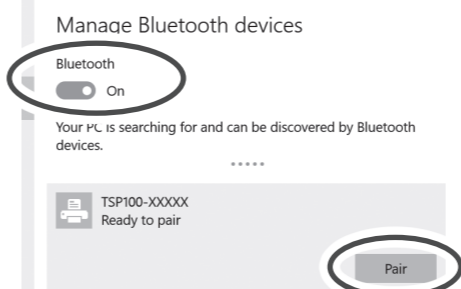 Manage Bluetooth devices
Bluetooth
On
Your PC is searching for and can be discovered by Bluetooth
devices.
TSP100-XXXXX
Ready to pair
Pair